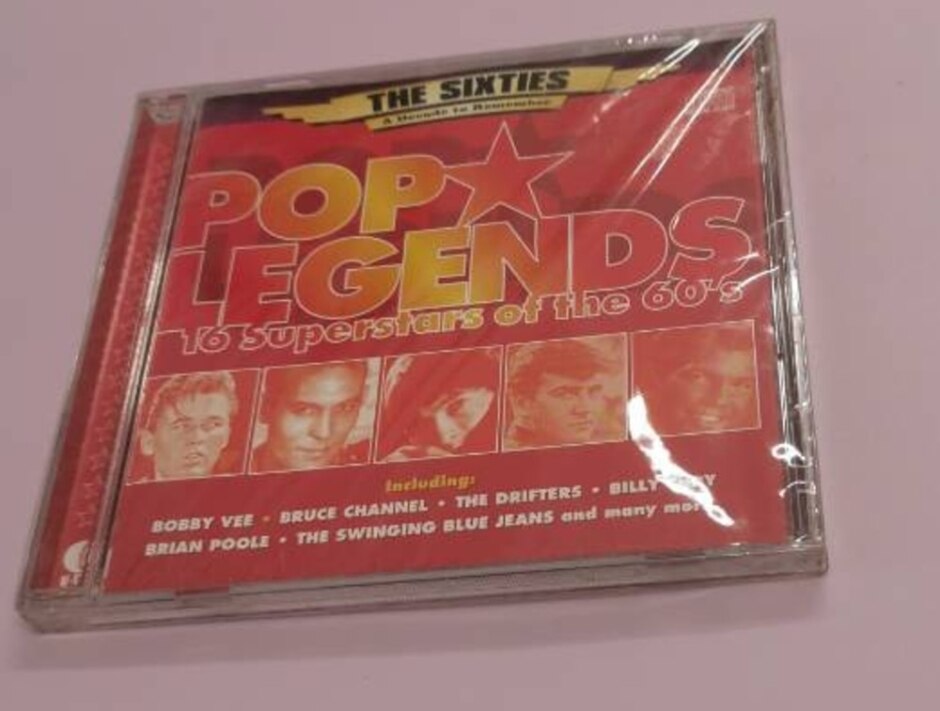 THE SIXTIES
A Decade to Remember
POP
LEGENDS
16 Superstars of the 60's
Including:
BOBBY VEE • BRUCE CHANNEL • THE DRIFTERS • BILLY
BRIAN POOLE • THE SWINGING BLUE JEANS and many more